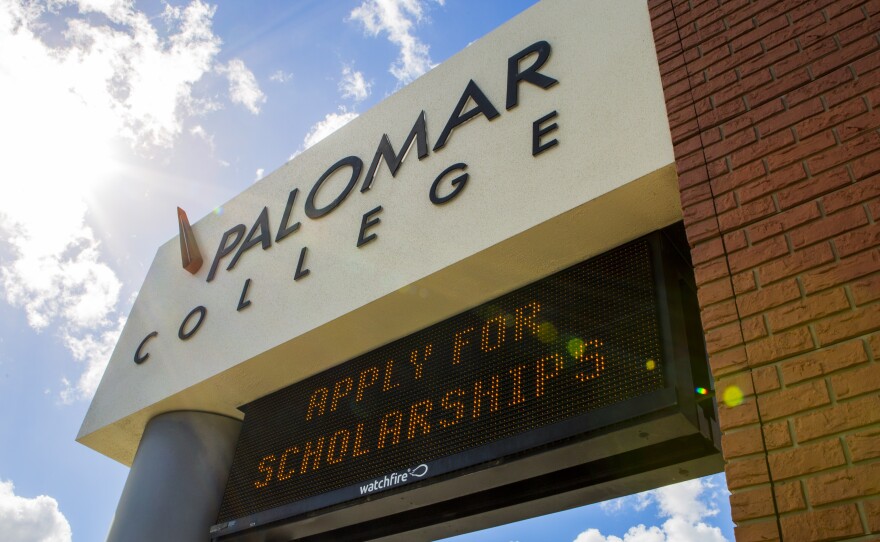 PALOMAR
COLLEGE
APPLY FOR
SCHOLARSHIPS
watchfire®